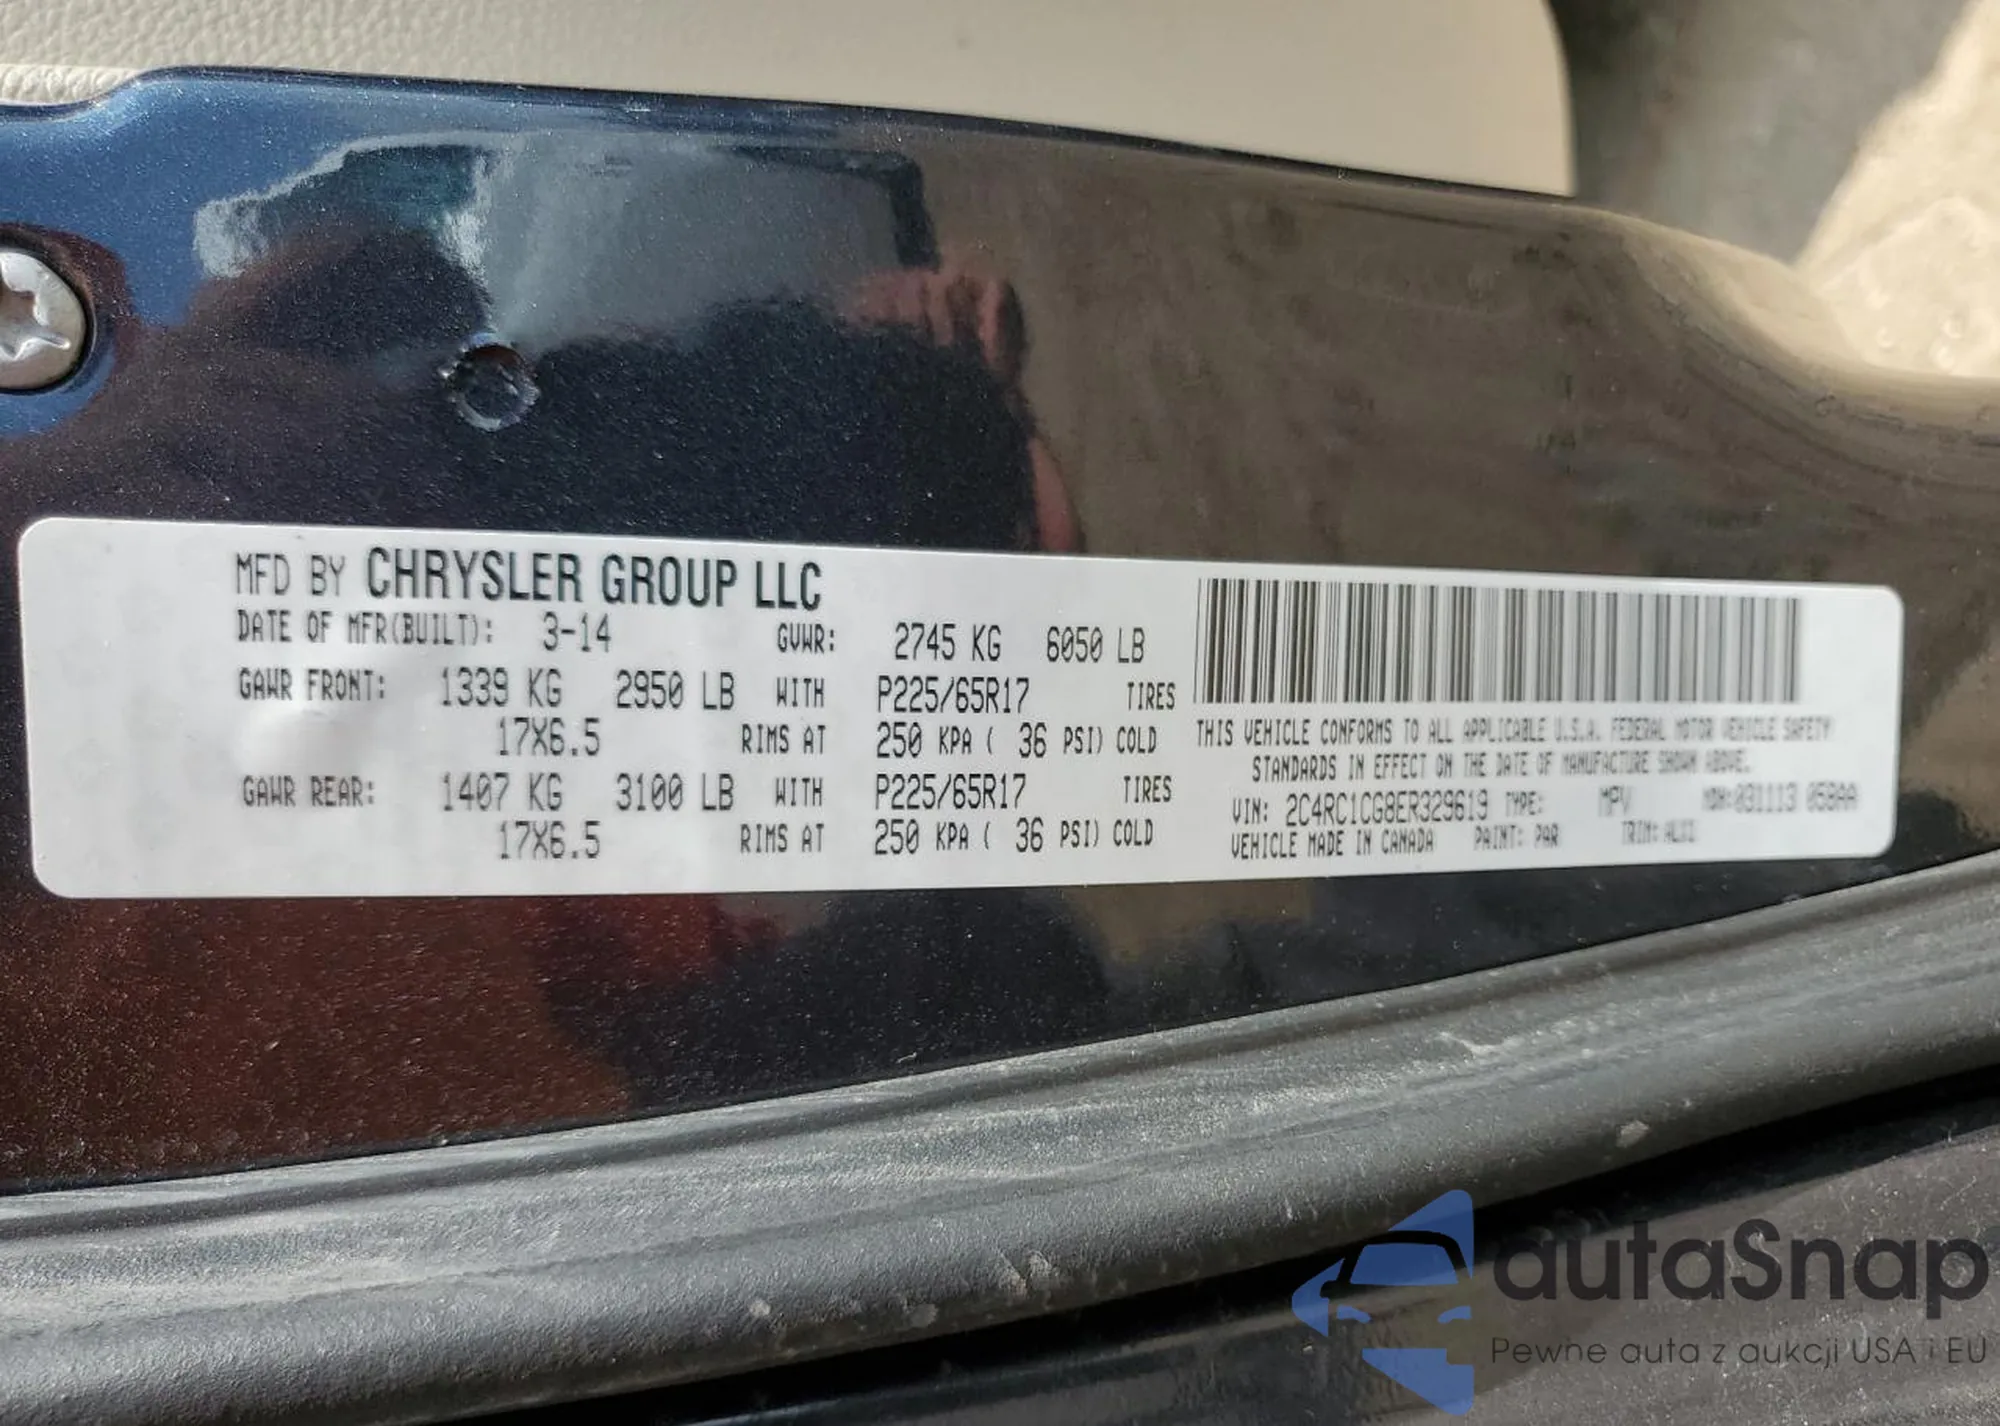 MFD BY CHRYSLER GROUP LLC
DATE OF MFR(BUILT): 3-14 GVWR: 2745 KG 6050 LB
GAWR FRONT: 1339 KG 2950 LB WITH P225/65R17 TIRES
17X6.5 RIMS AT 250 KPA ( 36 PSI) COLD
GAWR REAR: 1407 KG 3100 LB WITH P225/65R17 TIRES
17X6.5 RIMS AT 250 KPA ( 36 PSI) COLD
THIS VEHICLE CONFORMS TO ALL APPLICABLE U.S.A. FEDERAL MOTOR VEHICLE SAFETY
STANDARDS IN EFFECT ON THE DATE OF MANUFACTURE SHOWN ABOVE.
VIN: 2C4RC1CG8ER329619 TYPE: MPV
VEHICLE MADE IN CANADA PAINT: PAR TRIM:
autaSnap
Pewne auta z aukcji USA i EU